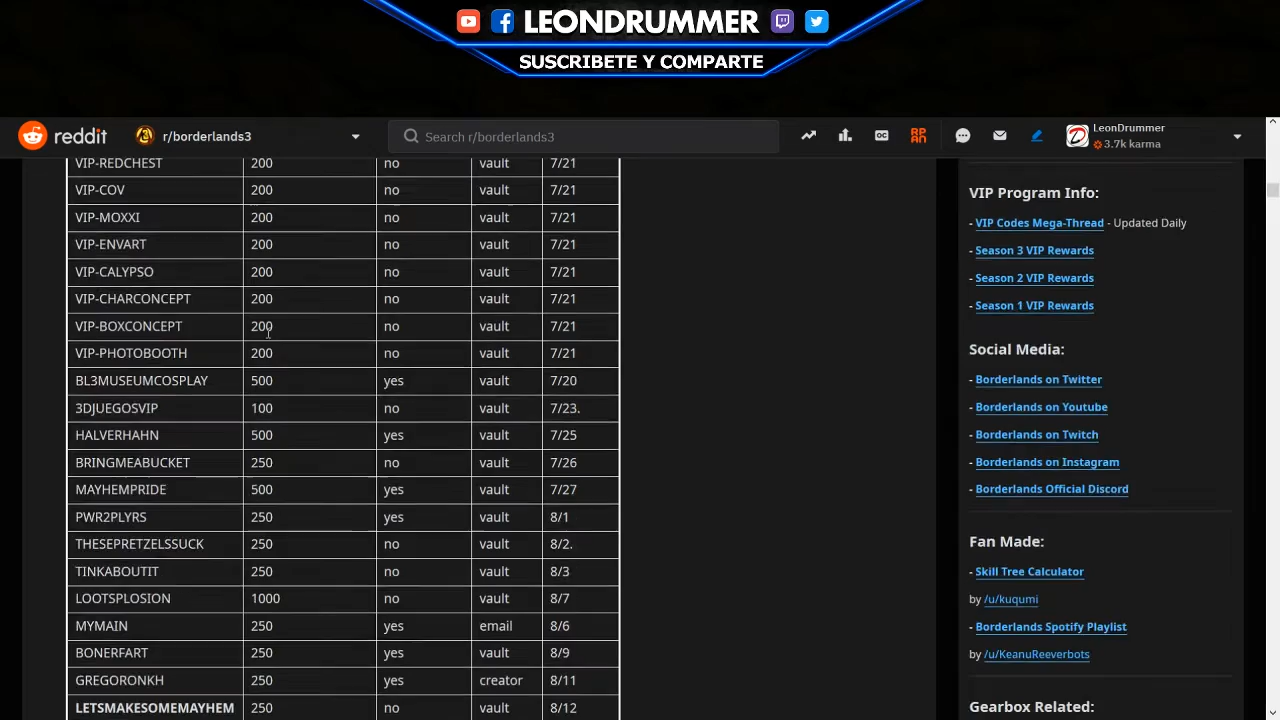 LEONDRUMMER
SUSCRIBETE Y COMPARTE
reddit r/borderlands3 Search r/borderlands3 LeonDrummer
3.7k karma
VIP-REDCHEST 200 no vault 7/21
VIP-COV 200 no vault 7/21
VIP-MOXXI 200 no vault 7/21
VIP-ENVART 200 no vault 7/21
VIP-CALYPSO 200 no vault 7/21
VIP-CHARCONCEPT 200 no vault 7/21
VIP-BOXCONCEPT 200 no vault 7/21
VIP-PHOTOBOOTH 200 no vault 7/21
BL3MUSEUMCOSPLAY 500 yes vault 7/20
3DJUEGOSVIP 100 no vault 7/23.
HALVERHAHN 500 yes vault 7/25
BRINGMEABUCKET 250 no vault 7/26
MAYHEMPRIDE 500 yes vault 7/27
PWR2PLYRS 250 yes vault 8/1
THESEPRETZELSSUCK 250 no vault 8/2.
TINKABOUTIT 250 no vault 8/3
LOOTSPLOSION 1000 no vault 8/7
MYMAIN 250 yes email 8/6
BONERFART 250 yes vault 8/9
GREGORONKH 250 yes creator 8/11
LETSMAKESOMEMAYHEM 250 no vault 8/12
VIP Program Info:
- VIP Codes Mega-Thread - Updated Daily
- Season 3 VIP Rewards
- Season 2 VIP Rewards
- Season 1 VIP Rewards
Social Media:
- Borderlands on Twitter
- Borderlands on Youtube
- Borderlands on Twitch
- Borderlands on Instagram
- Borderlands Official Discord
Fan Made:
- Skill Tree Calculator
by /u/kuqumi
- Borderlands Spotify Playlist
by /u/KeanuReeverbots
Gearbox Related: